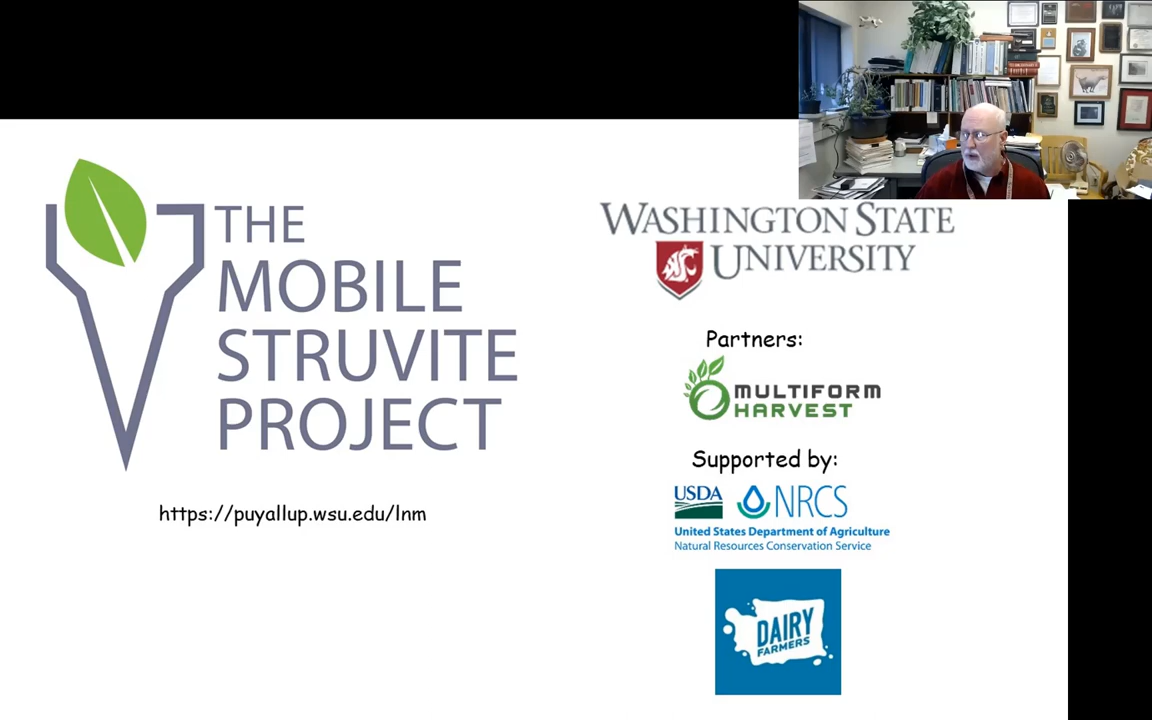 THE
MOBILE
STRUVITE
PROJECT
https://puyallup.wsu.edu/lnm
WASHINGTON STATE
UNIVERSITY
Partners:
MULTIFORM
HARVEST
Supported by:
USDA NRCS
United States Department of Agriculture
Natural Resources Conservation Service
DAIRY
FARMERS